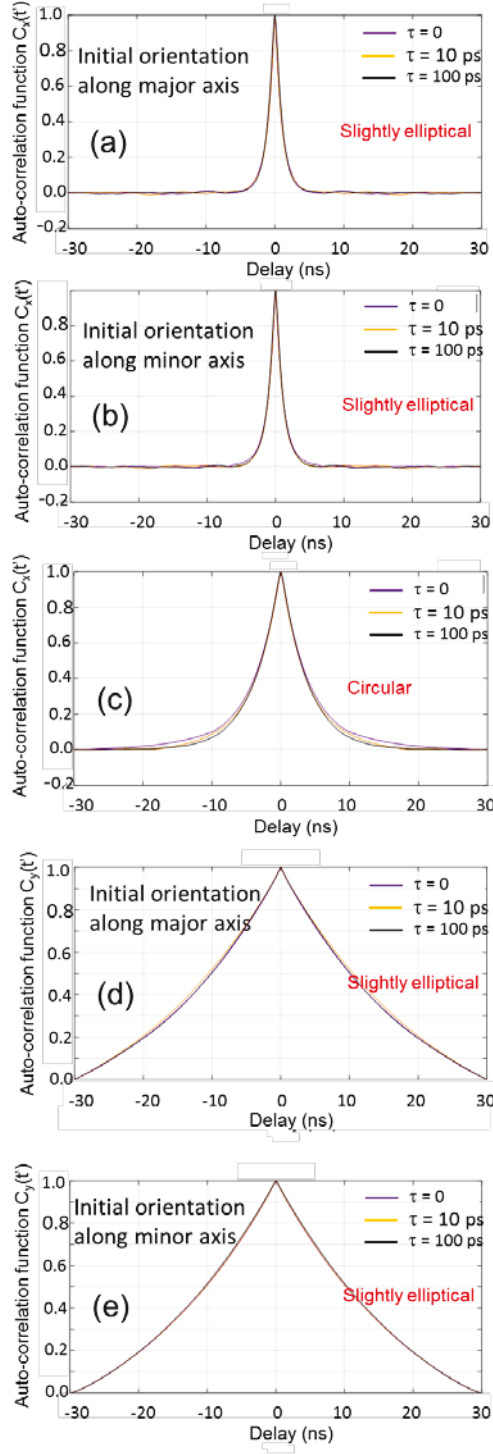 Auto-correlation function Cx(t')
1.0
0.8
0.6
0.4
0.2
0.0
-0.2
Initial orientation
along major axis
(a)
τ = 0
τ = 10 ps
τ = 100 ps
Slightly elliptical
-30 -20 -10 0 10 20 30
Delay (ns)
Auto-correlation function Cx(t')
0.8
0.6
0.4
0.2
0.0
-0.2
Initial orientation
along minor axis
(b)
τ = 0
τ = 10 ps
τ = 100 ps
Slightly elliptical
-30 -20 -10 0 10 20 30
Delay (ns)
Auto-correlation function Cx(t')
1.0
0.8
0.6
0.4
0.2
0.0
-0.2
(c)
τ = 0
τ = 10 ps
τ = 100 ps
Circular
-30 -20 -10 0 10 20 30
Delay (ns)
Auto-correlation function Cy(t')
1.0
0.8
0.6
0.4
0.2
0.0
Initial orientation
along major axis
(d)
τ = 0
τ = 10 ps
τ = 100 ps
Slightly elliptical
-30 -20 -10 0 10 20 30
Delay (ns)
Auto-correlation function Cy(t')
1.0
0.8
0.6
0.4
0.2
0.0
Initial orientation
along minor axis
(e)
τ = 0
τ = 10 ps
τ = 100 ps
Slightly elliptical
-30 -20 -10 0 10 20 30
Delay (ns)